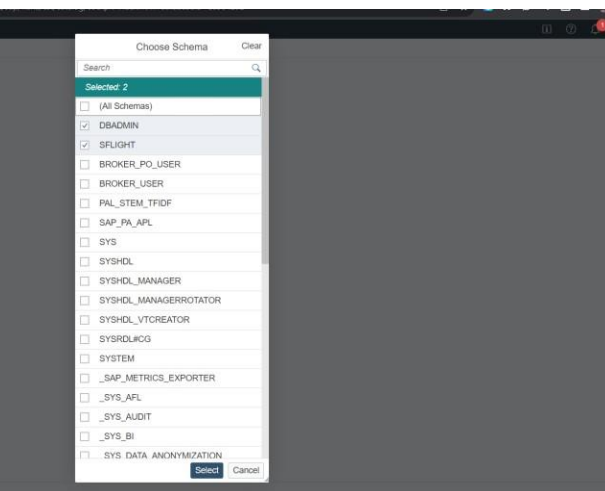 Choose Schema Clear
Search
Selected: 2
(All Schemas)
DBADMIN
SFLIGHT
BROKER_PO_USER
BROKER_USER
PAL_STEM_TFIDF
SAP_PA_APL
SYS
SYSHDL
SYSHDL_MANAGER
SYSHDL_MANAGERROTATOR
SYSHDL_VTCREATOR
SYSRDL#CG
SYSTEM
_SAP_METRICS_EXPORTER
_SYS_AFL
_SYS_AUDIT
_SYS_BI
_SYS_DATA_ANONYMIZATION
Select Cancel